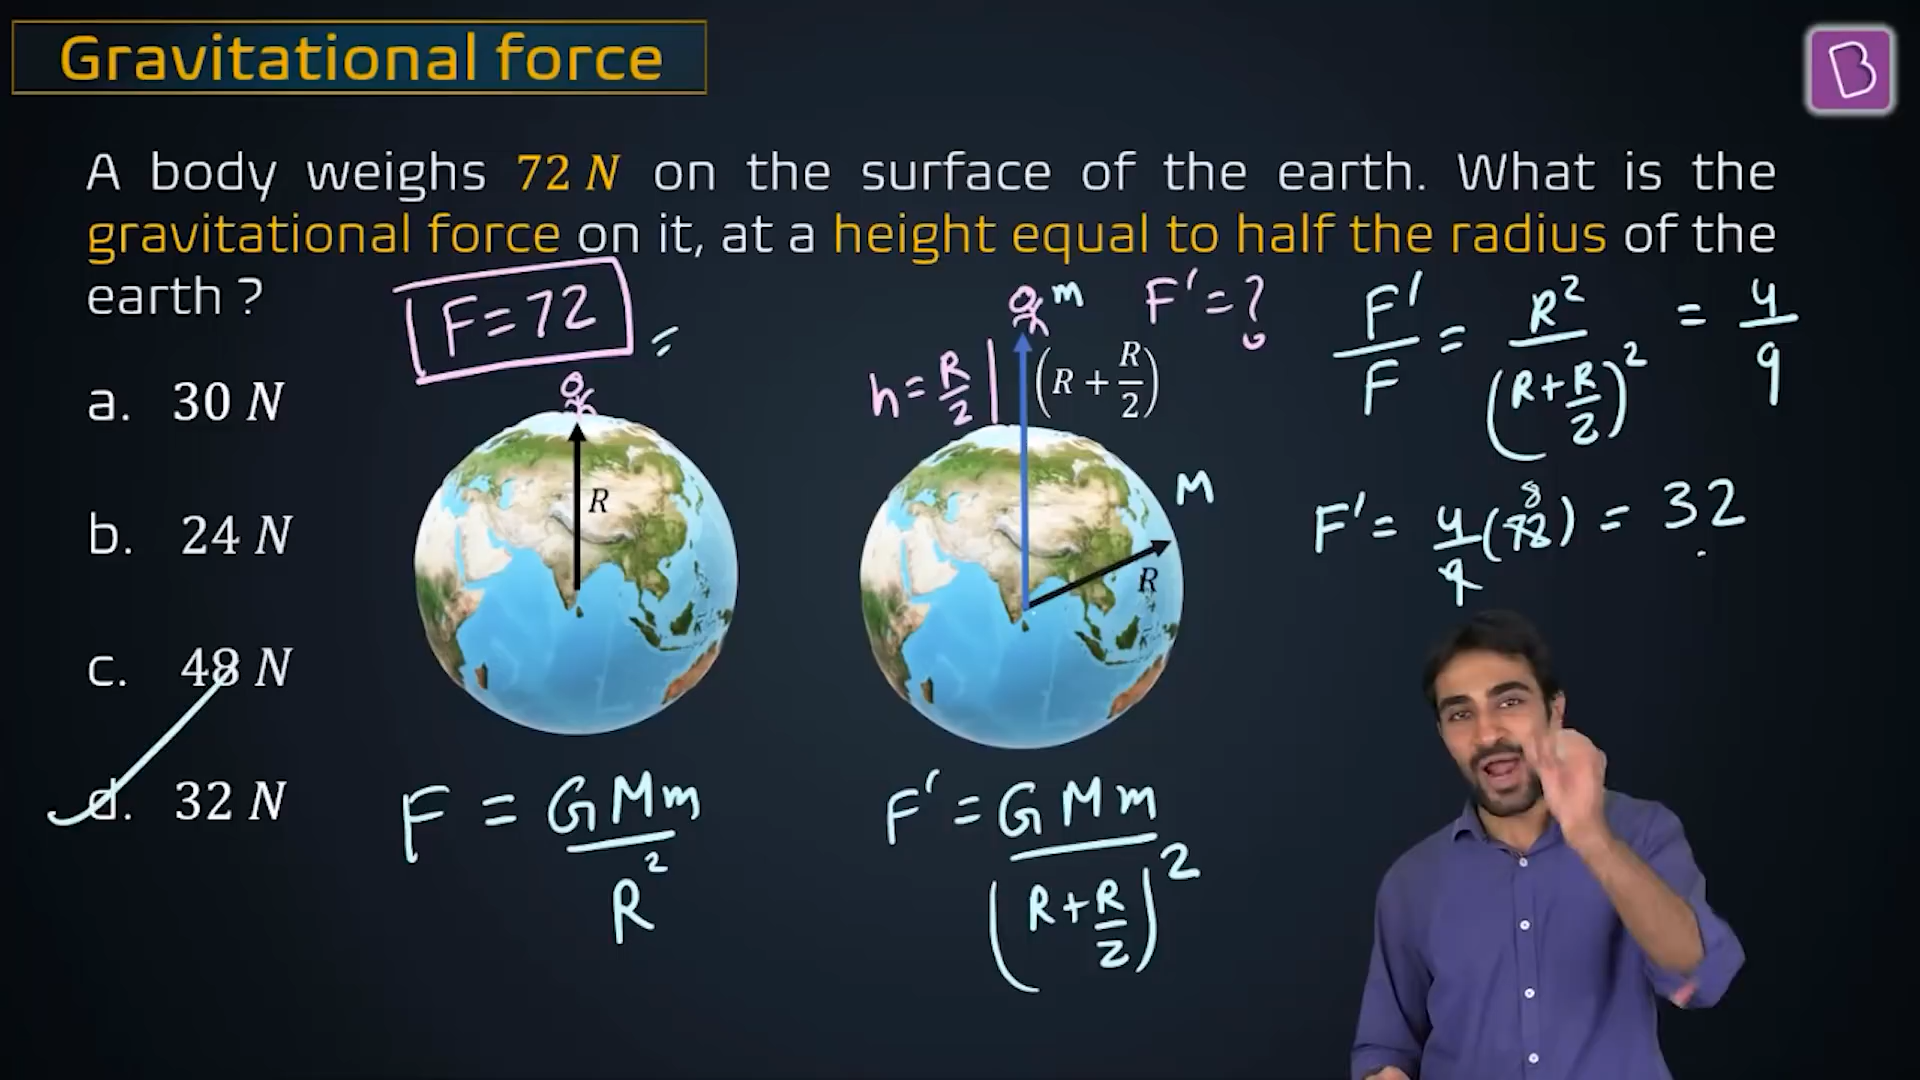 Gravitational force
B
A body weighs 72 N on the surface of the earth. What is the
gravitational force on it, at a height equal to half the radius of the
earth ?
F = 72
=
m
F' = ?
F'/F = R²/(R+R/2)² = 4/9
h = R/2
(R + R/2)
a. 30 N
R
M
F' = 4/9 (72) = 32
8
b. 24 N
R
c. 48 N
d. 32 N
F = GMm/R²
F' = GMm/(R+R/2)²